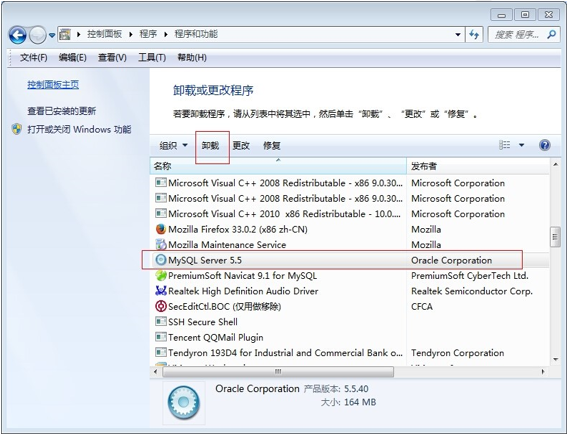 控制面板 ▸ 程序 ▸ 程序和功能
搜索 程序...
文件(F) 编辑(E) 查看(V) 工具(T) 帮助(H)
控制面板主页
查看已安装的更新
打开或关闭 Windows 功能
卸载或更改程序
若要卸载程序，请从列表中将其选中，然后单击“卸载”、“更改”或“修复”。
组织 卸载 更改 修复
名称 发布者
Microsoft Visual C++ 2008 Redistributable - x86 9.0.30... Microsoft Corporation
Microsoft Visual C++ 2008 Redistributable - x86 9.0.30... Microsoft Corporation
Microsoft Visual C++ 2010 x86 Redistributable - 10.0.... Microsoft Corporation
Mozilla Firefox 33.0.2 (x86 zh-CN) Mozilla
Mozilla Maintenance Service Mozilla
MySQL Server 5.5 Oracle Corporation
PremiumSoft Navicat 9.1 for MySQL PremiumSoft CyberTech Ltd.
Realtek High Definition Audio Driver Realtek Semiconductor Corp.
SecEditCtl.BOC (仅用做移除) CFCA
SSH Secure Shell
Tencent QQMail Plugin
Tendyron 193D4 for Industrial and Commercial Bank o... Tendyron Corporation
Oracle Corporation 产品版本: 5.5.40
大小: 164 MB